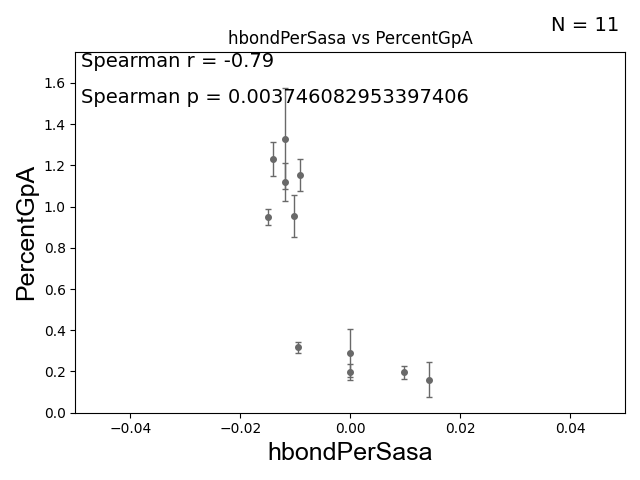 N = 11
hbondPerSasa vs PercentGpA
Spearman r = -0.79
Spearman p = 0.003746082953397406
1.6
1.4
1.2
1.0
0.8
0.6
0.4
0.2
0.0
PercentGpA
−0.04
−0.02
0.00
0.02
0.04
hbondPerSasa